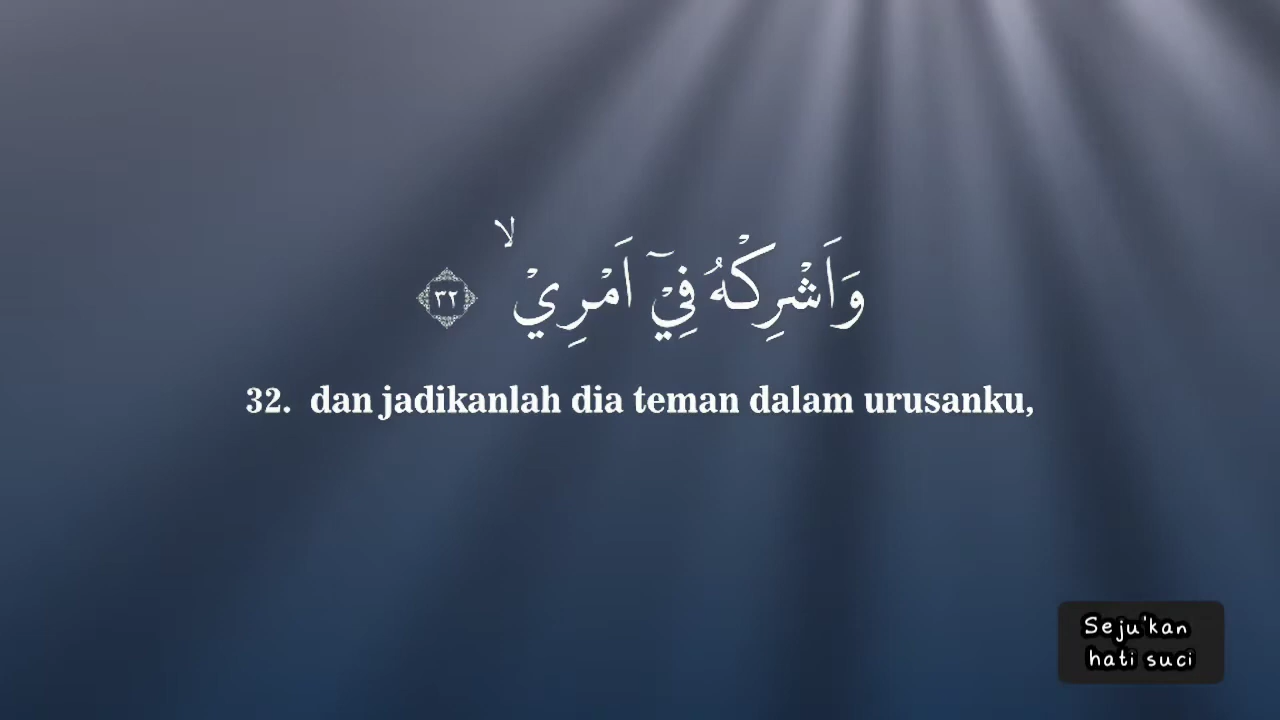 وَاَشْرِكْهُ فِيْٓ اَمْرِيْ ۙ ٣٢
32. dan jadikanlah dia teman dalam urusanku,
Seju'kan
hati suci